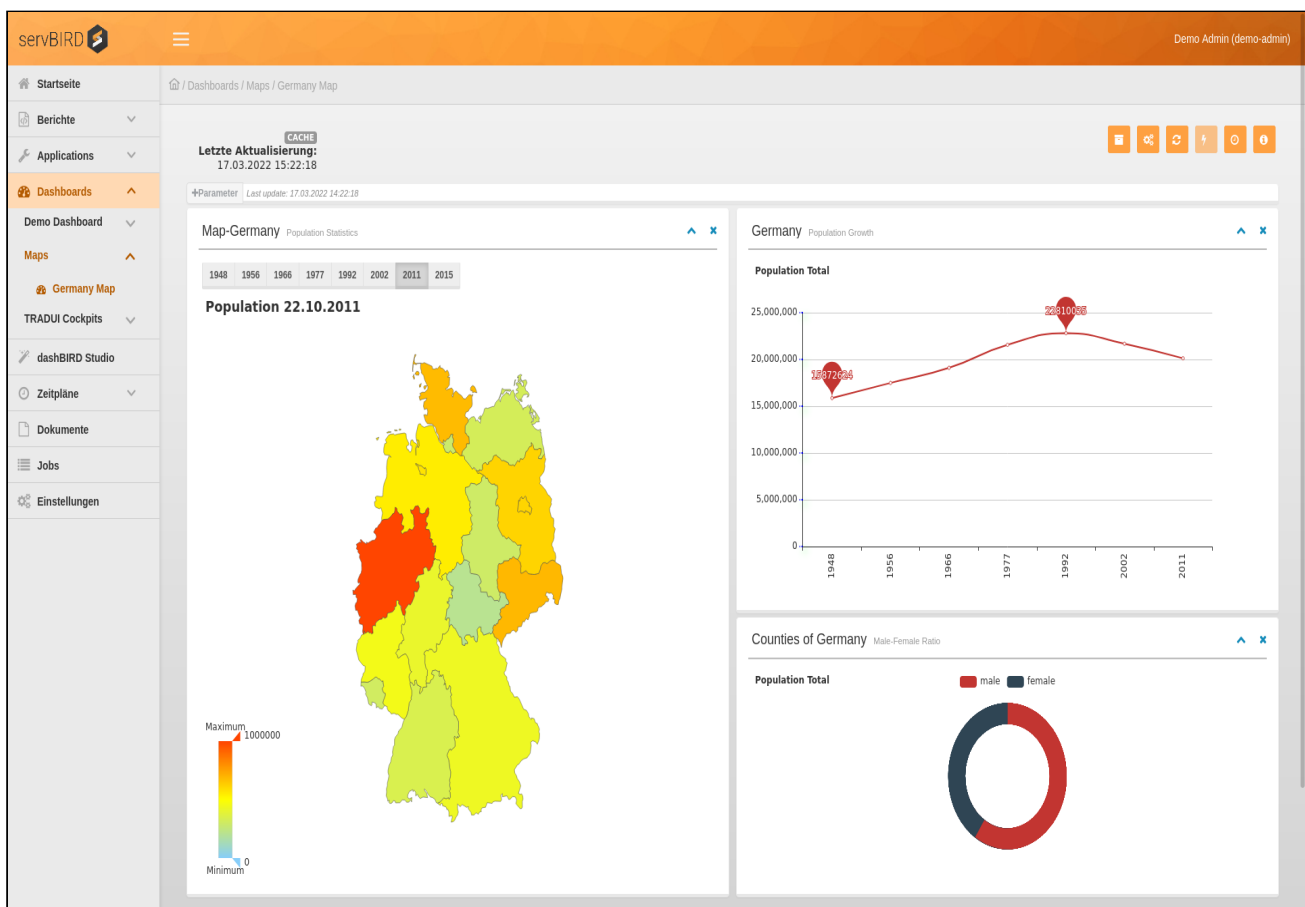 servBIRD
Demo Admin (demo-admin)
Startseite
Berichte
Applications
Dashboards
Demo Dashboard
Maps
Germany Map
TRADUI Cockpits
dashBIRD Studio
Zeitpläne
Dokumente
Jobs
Einstellungen
/ Dashboards / Maps / Germany Map
CACHE
Letzte Aktualisierung:
17.03.2022 15:22:18
+Parameter Last update: 17.03.2022 14:22:18
Map-Germany Population Statistics
1948 1956 1966 1977 1992 2002 2011 2015
Population 22.10.2011
Maximum
1000000
0
Minimum
Germany Population Growth
Population Total
25,000,000
20,000,000
15,000,000
10,000,000
5,000,000
0
15872624
22810035
1948 1956 1966 1977 1992 2002 2011
Counties of Germany Male-Female Ratio
Population Total
male female